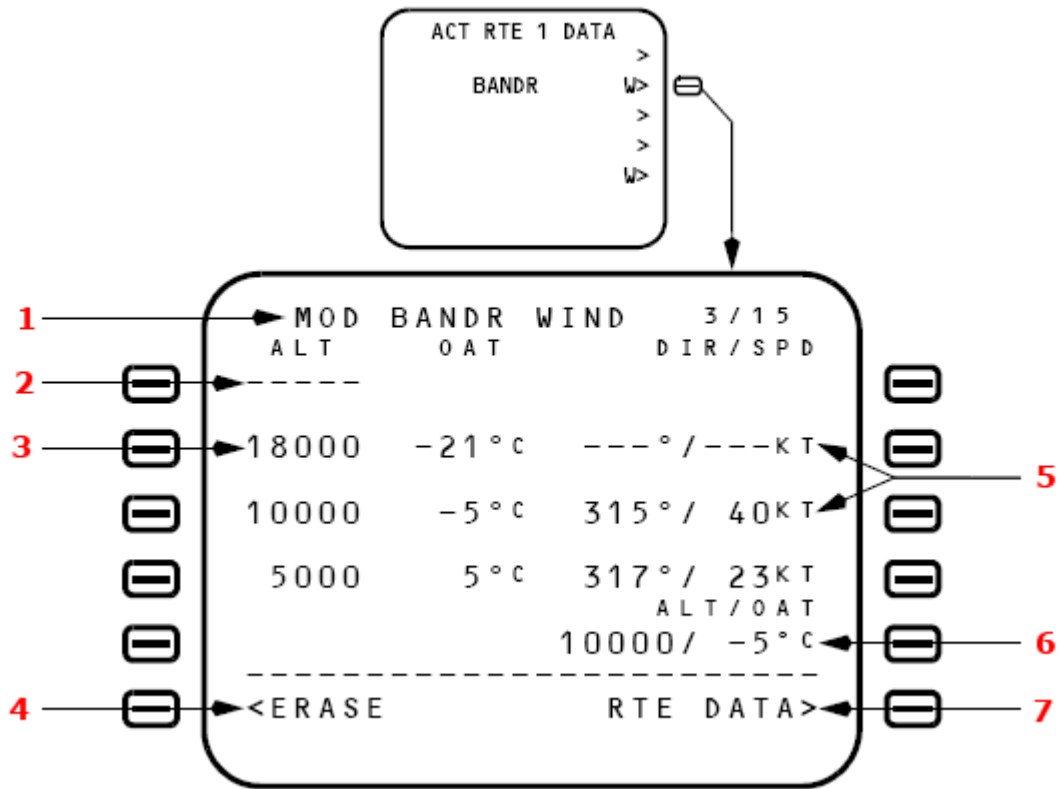 ACT RTE 1 DATA
>
BANDR W>
>
>
W>
1 MOD BANDR WIND 3/15
ALT OAT DIR/SPD
2 -----
3 18000 -21°C ---°/---KT
10000 -5°C 315°/ 40KT 5
5000 5°C 317°/ 23KT
ALT/OAT
10000/ -5°C 6
--------------------------
4 <ERASE RTE DATA> 7